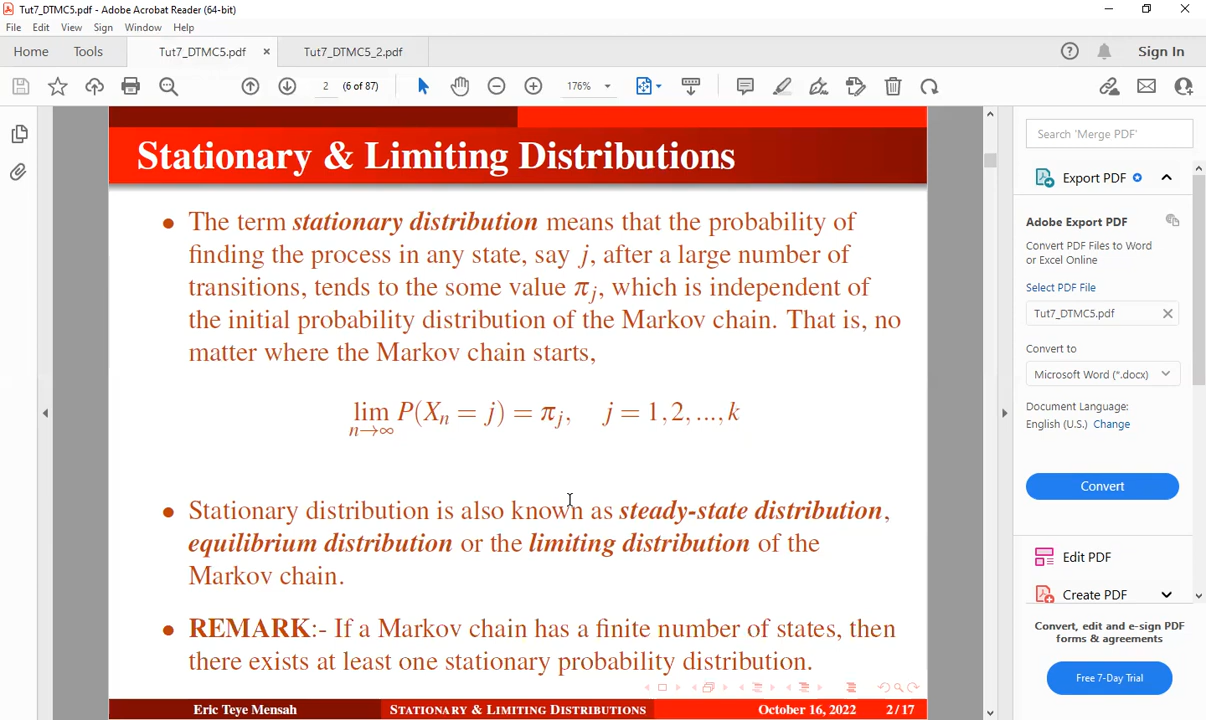 Tut7_DTMC5.pdf - Adobe Acrobat Reader (64-bit)
File Edit View Sign Window Help
Home Tools Tut7_DTMC5.pdf × Tut7_DTMC5_2.pdf Sign In
2 (6 of 87) 176%
Stationary & Limiting Distributions
• The term stationary distribution means that the probability of
finding the process in any state, say j, after a large number of
transitions, tends to the some value πj, which is independent of
the initial probability distribution of the Markov chain. That is, no
matter where the Markov chain starts,
lim P(Xn = j) = πj, j = 1, 2, ..., k
n→∞
• Stationary distribution is also known as steady-state distribution,
equilibrium distribution or the limiting distribution of the
Markov chain.
• REMARK:- If a Markov chain has a finite number of states, then
there exists at least one stationary probability distribution.
Eric Teye Mensah STATIONARY & LIMITING DISTRIBUTIONS October 16, 2022 2 / 17
Search 'Merge PDF'
Export PDF
Adobe Export PDF
Convert PDF Files to Word
or Excel Online
Select PDF File
Tut7_DTMC5.pdf
Convert to
Microsoft Word (*.docx)
Document Language:
English (U.S.) Change
Convert
Edit PDF
Create PDF
Convert, edit and e-sign PDF
forms & agreements
Free 7-Day Trial